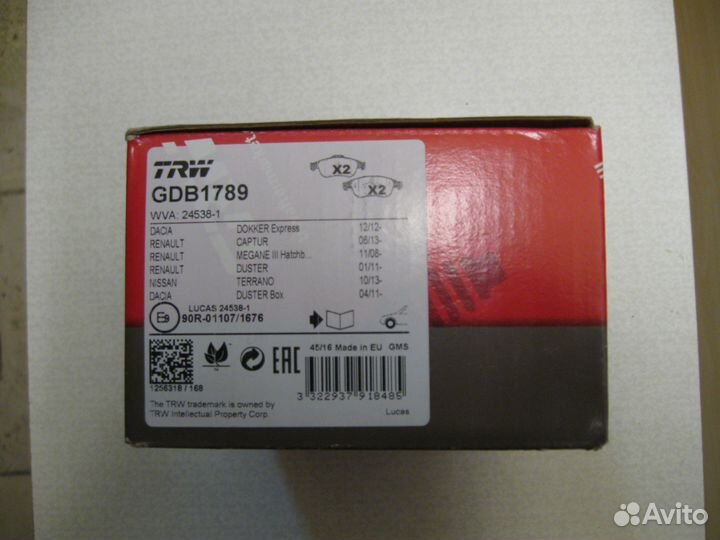 TRW
GDB1789
X2
X2
WVA: 24538-1
DACIA DOKKER Express 12/12-
RENAULT CAPTUR 06/13-
RENAULT MEGANE III Hatchb... 11/08-
RENAULT DUSTER 01/11-
NISSAN TERRANO 10/13-
DACIA DUSTER Box 04/11-
LUCAS 24538-1
E9 90R-01107/1676
45/16 Made in EU GMS
EAC
1256318 / 168
3 322937 918485
The TRW trademark is owned by
TRW Intellectual Property Corp.
Lucas
Avito